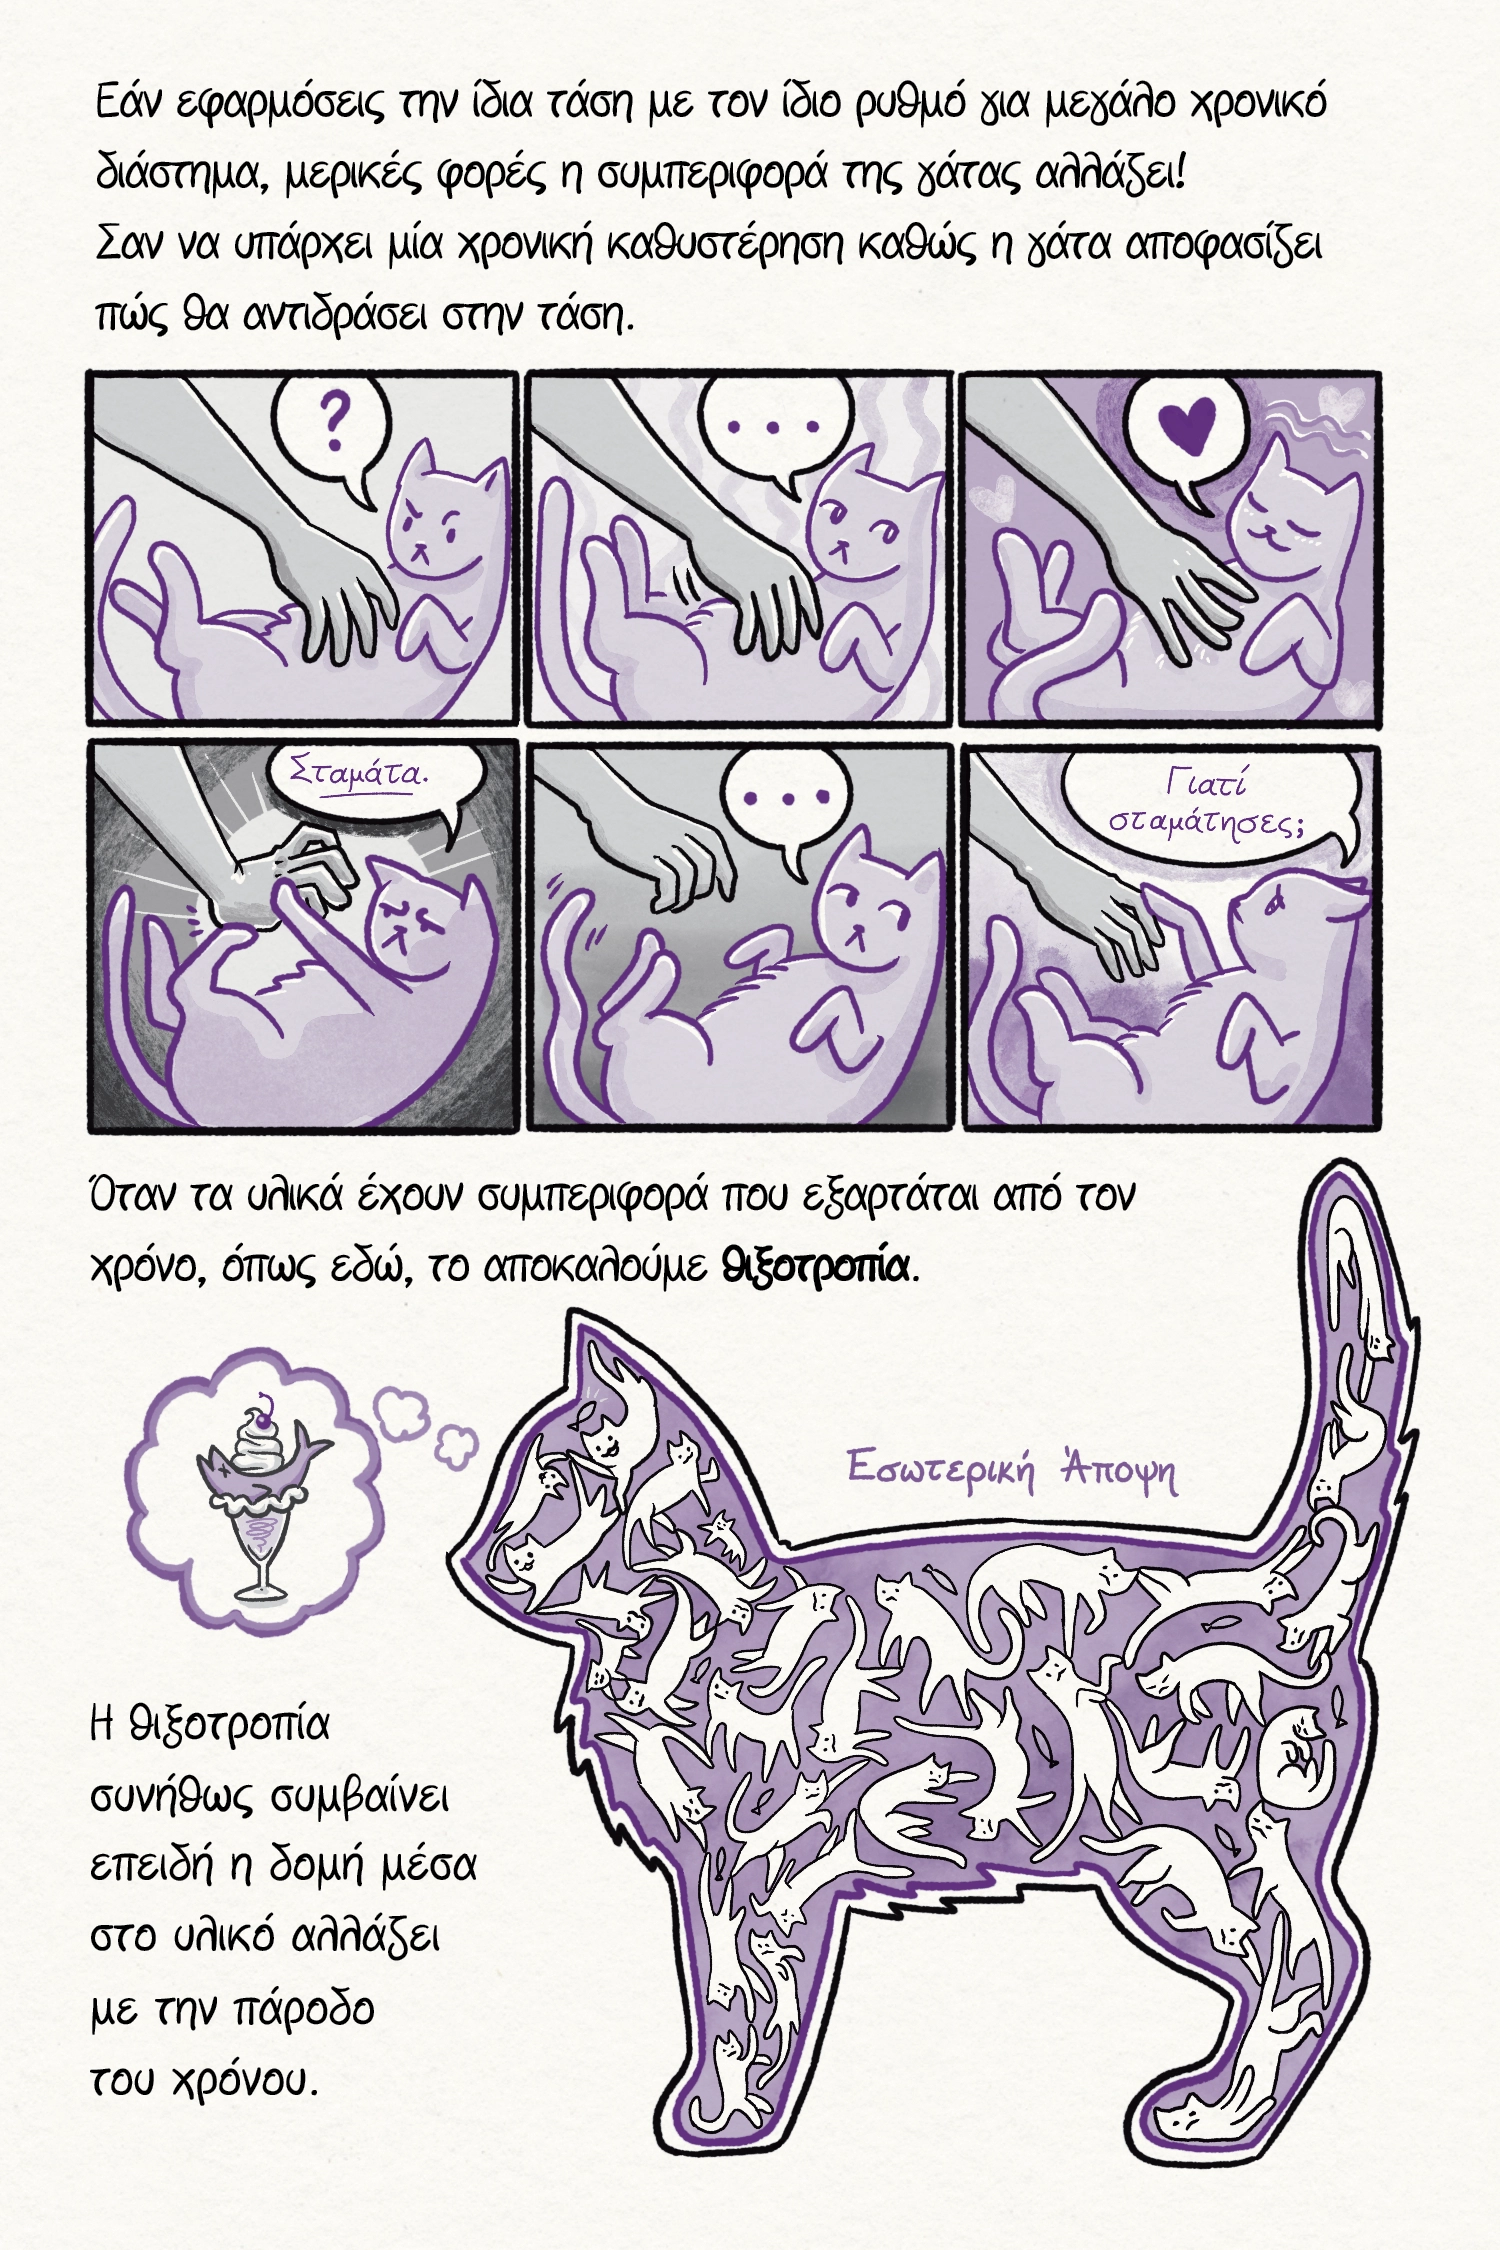 Εάν εφαρμόσεις την ίδια τάση με τον ίδιο ρυθμό για μεγάλο χρονικό
διάστημα, μερικές φορές η συμπεριφορά της γάτας αλλάζει!
Σαν να υπάρχει μία χρονική καθυστέρηση καθώς η γάτα αποφασίζει
πώς θα αντιδράσει στην τάση.
?
...
Σταμάτα.
...
Γιατί
σταμάτησες;
Όταν τα υλικά έχουν συμπεριφορά που εξαρτάται από τον
χρόνο, όπως εδώ, το αποκαλούμε θιξοτροπία.
Εσωτερική Άποψη
Η θιξοτροπία
συνήθως συμβαίνει
επειδή η δομή μέσα
στο υλικό αλλάζει
με την πάροδο
του χρόνου.